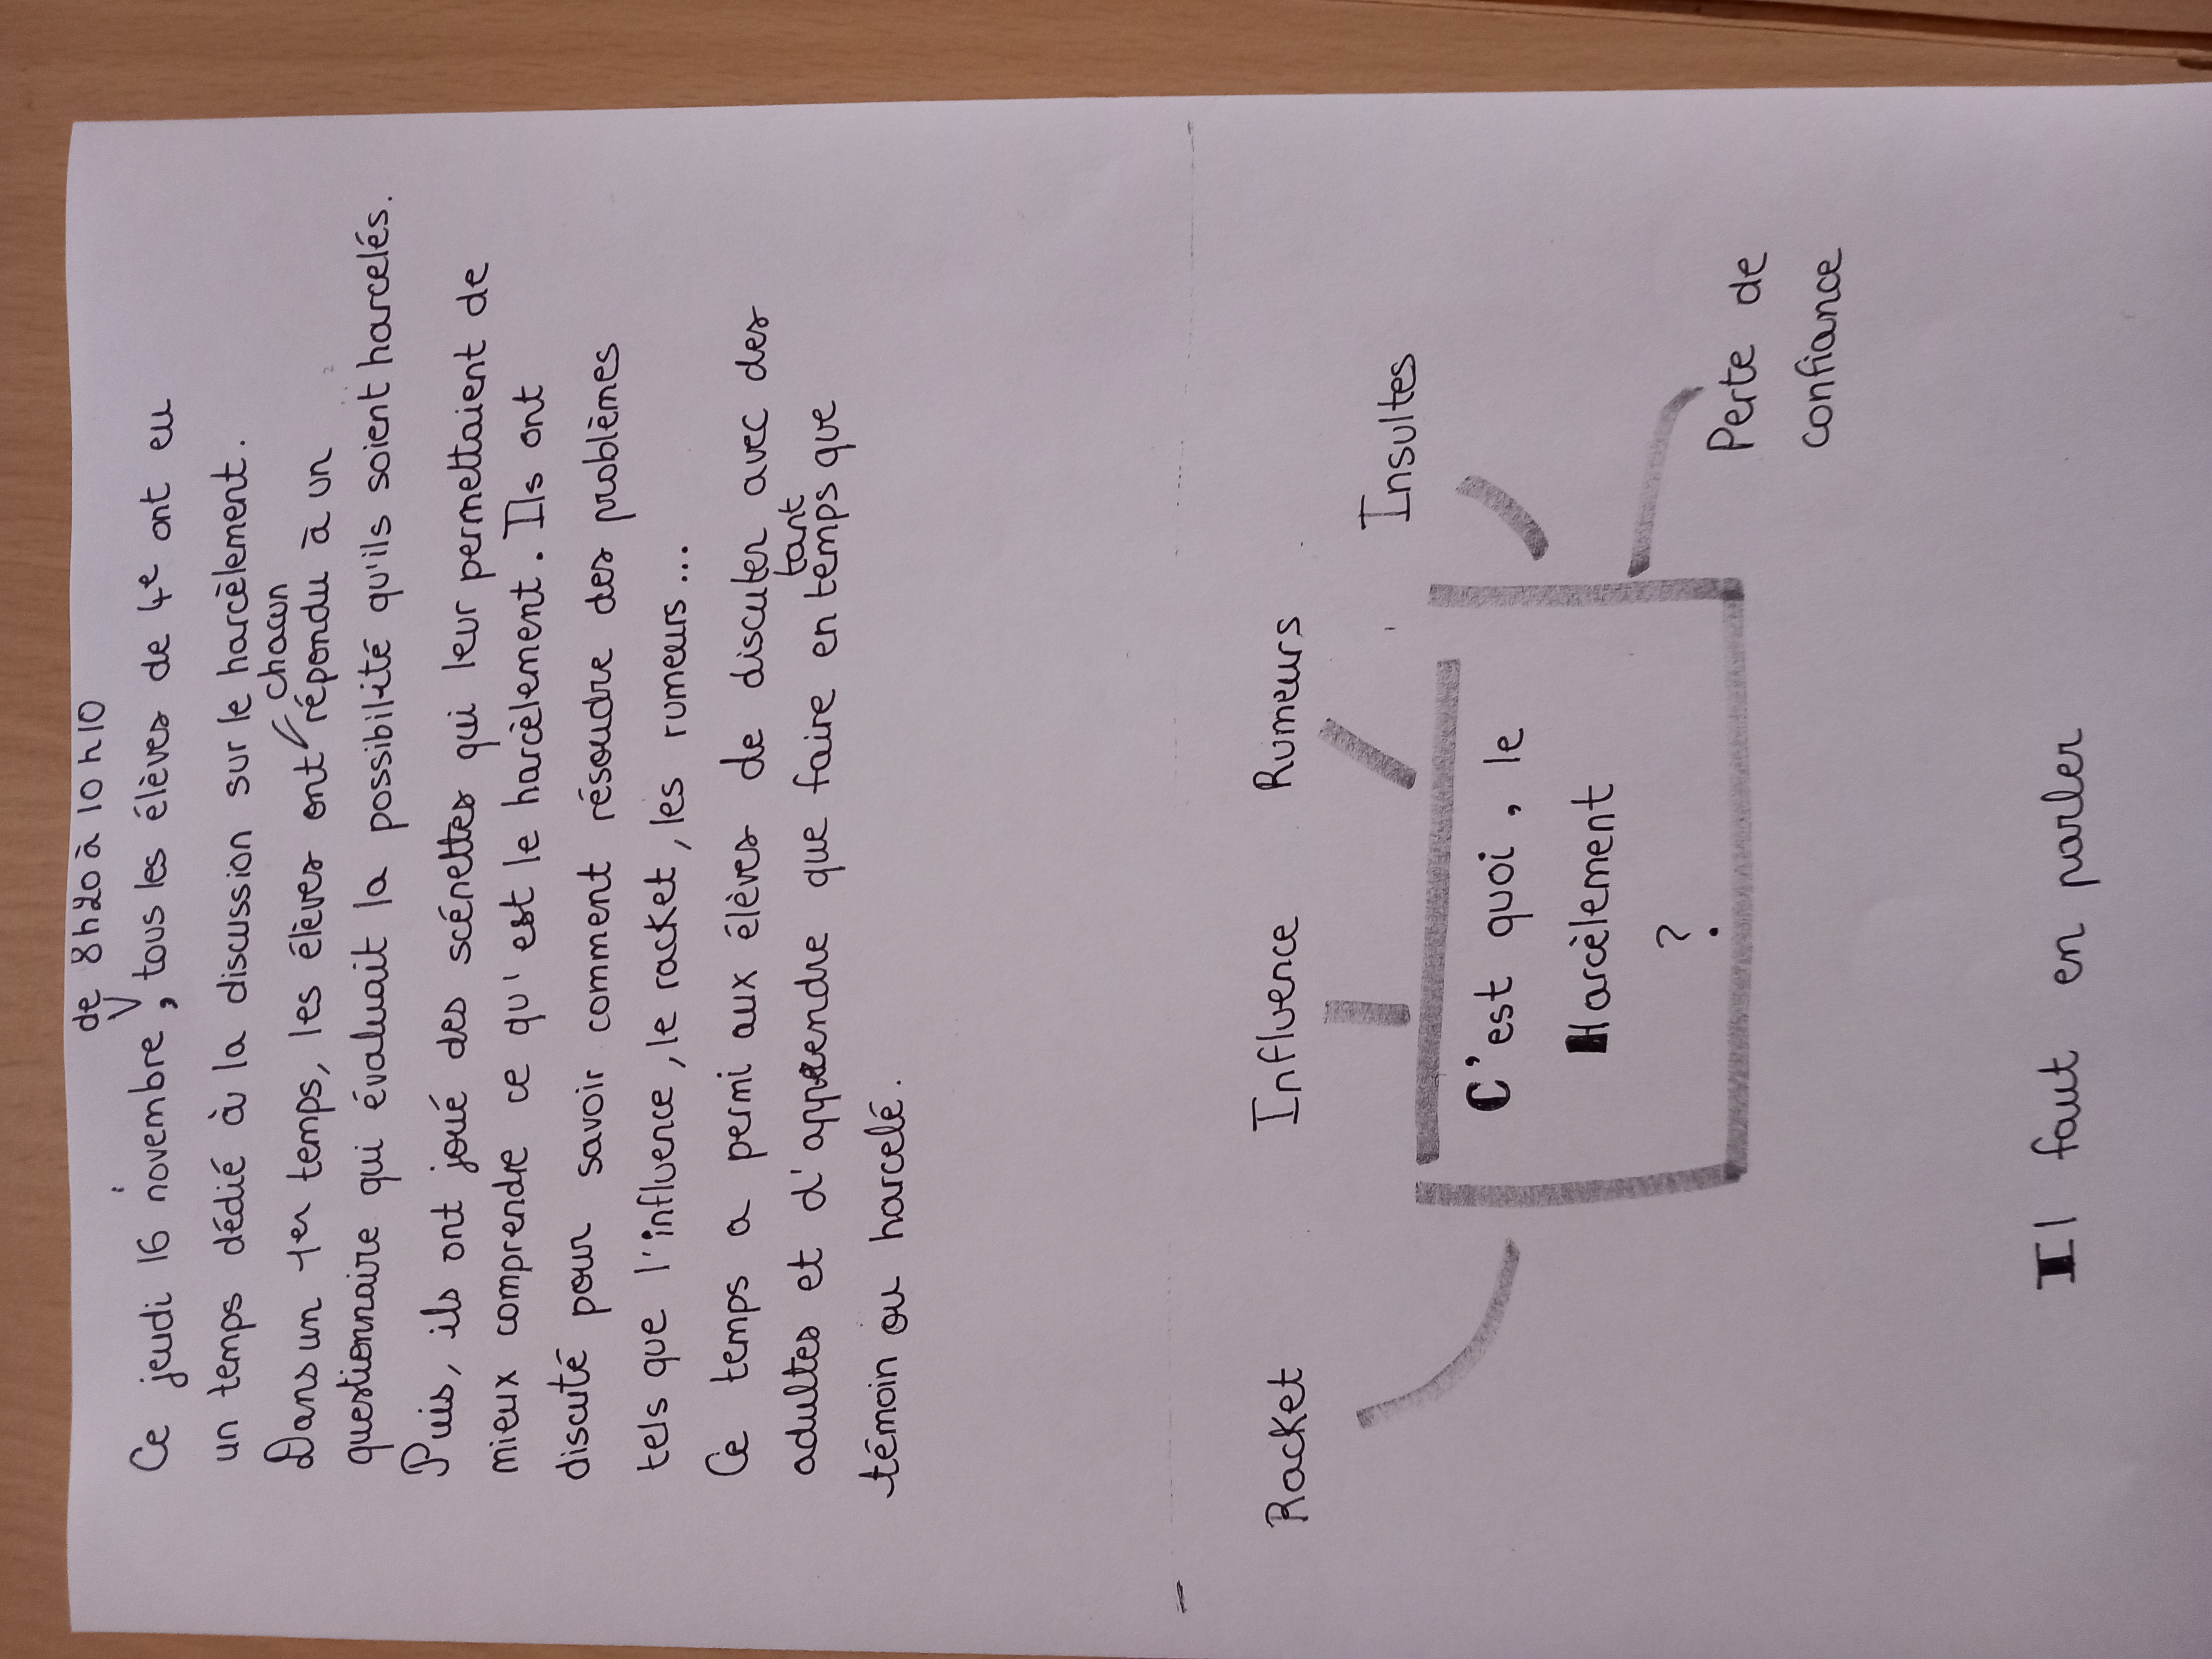 de 8h20 à 10h10
Ce jeudi 16 novembre, tous les élèves de 4e ont eu
un temps dédié à la discussion sur le harcèlement.
chacun
Dans un 1er temps, les élèves ont répondu à un
questionnaire qui évaluait la possibilité qu'ils soient harcelés.
Puis, ils ont joué des scénettes qui leur permettaient de
mieux comprendre ce qu'est le harcèlement. Ils ont
discuté pour savoir comment résoudre des problèmes
tels que l'influence, le racket, les rumeurs...
Ce temps a permi aux élèves de discuter avec des
tant
adultes et d'apprendre que faire en temps que
témoin ou harcelé.
Racket
Influence
Rumeurs
Insultes
C'est quoi, le
Harcèlement
?
Perte de
confiance
Il faut en parler